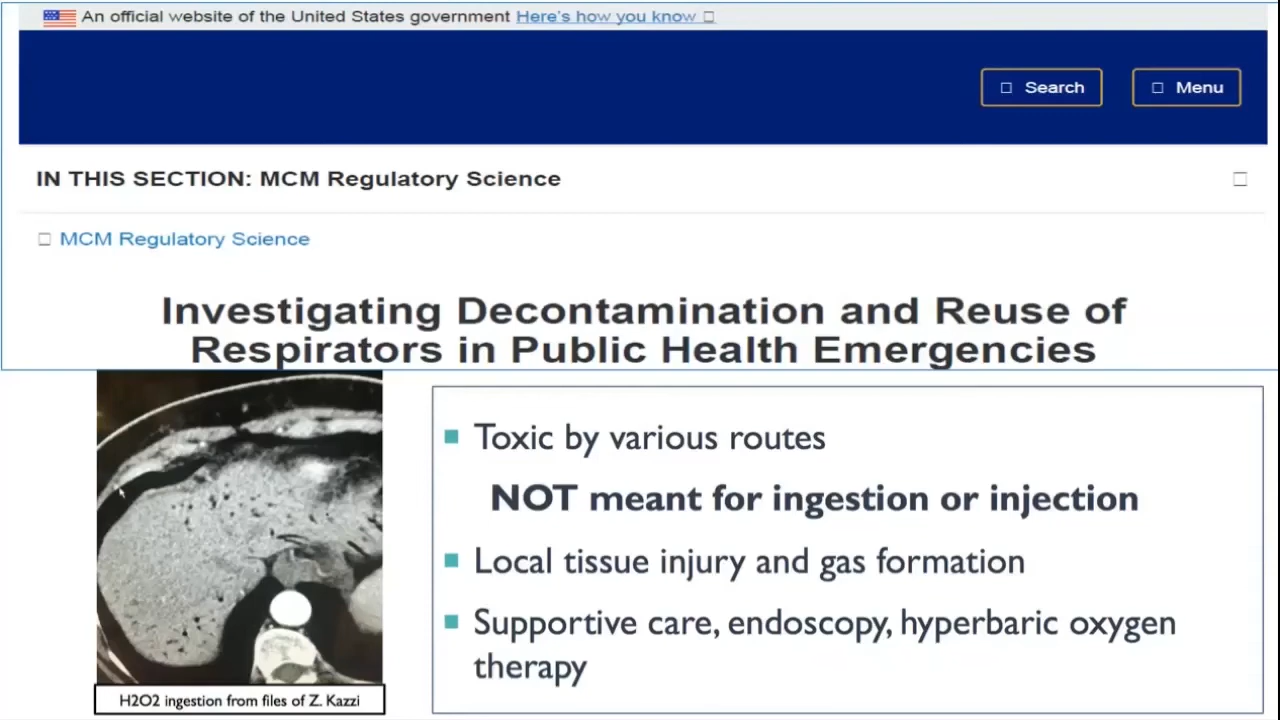 An official website of the United States government Here's how you know
Search
Menu
IN THIS SECTION: MCM Regulatory Science
MCM Regulatory Science
Investigating Decontamination and Reuse of
Respirators in Public Health Emergencies
Toxic by various routes
NOT meant for ingestion or injection
Local tissue injury and gas formation
Supportive care, endoscopy, hyperbaric oxygen
therapy
H2O2 ingestion from files of Z. Kazzi